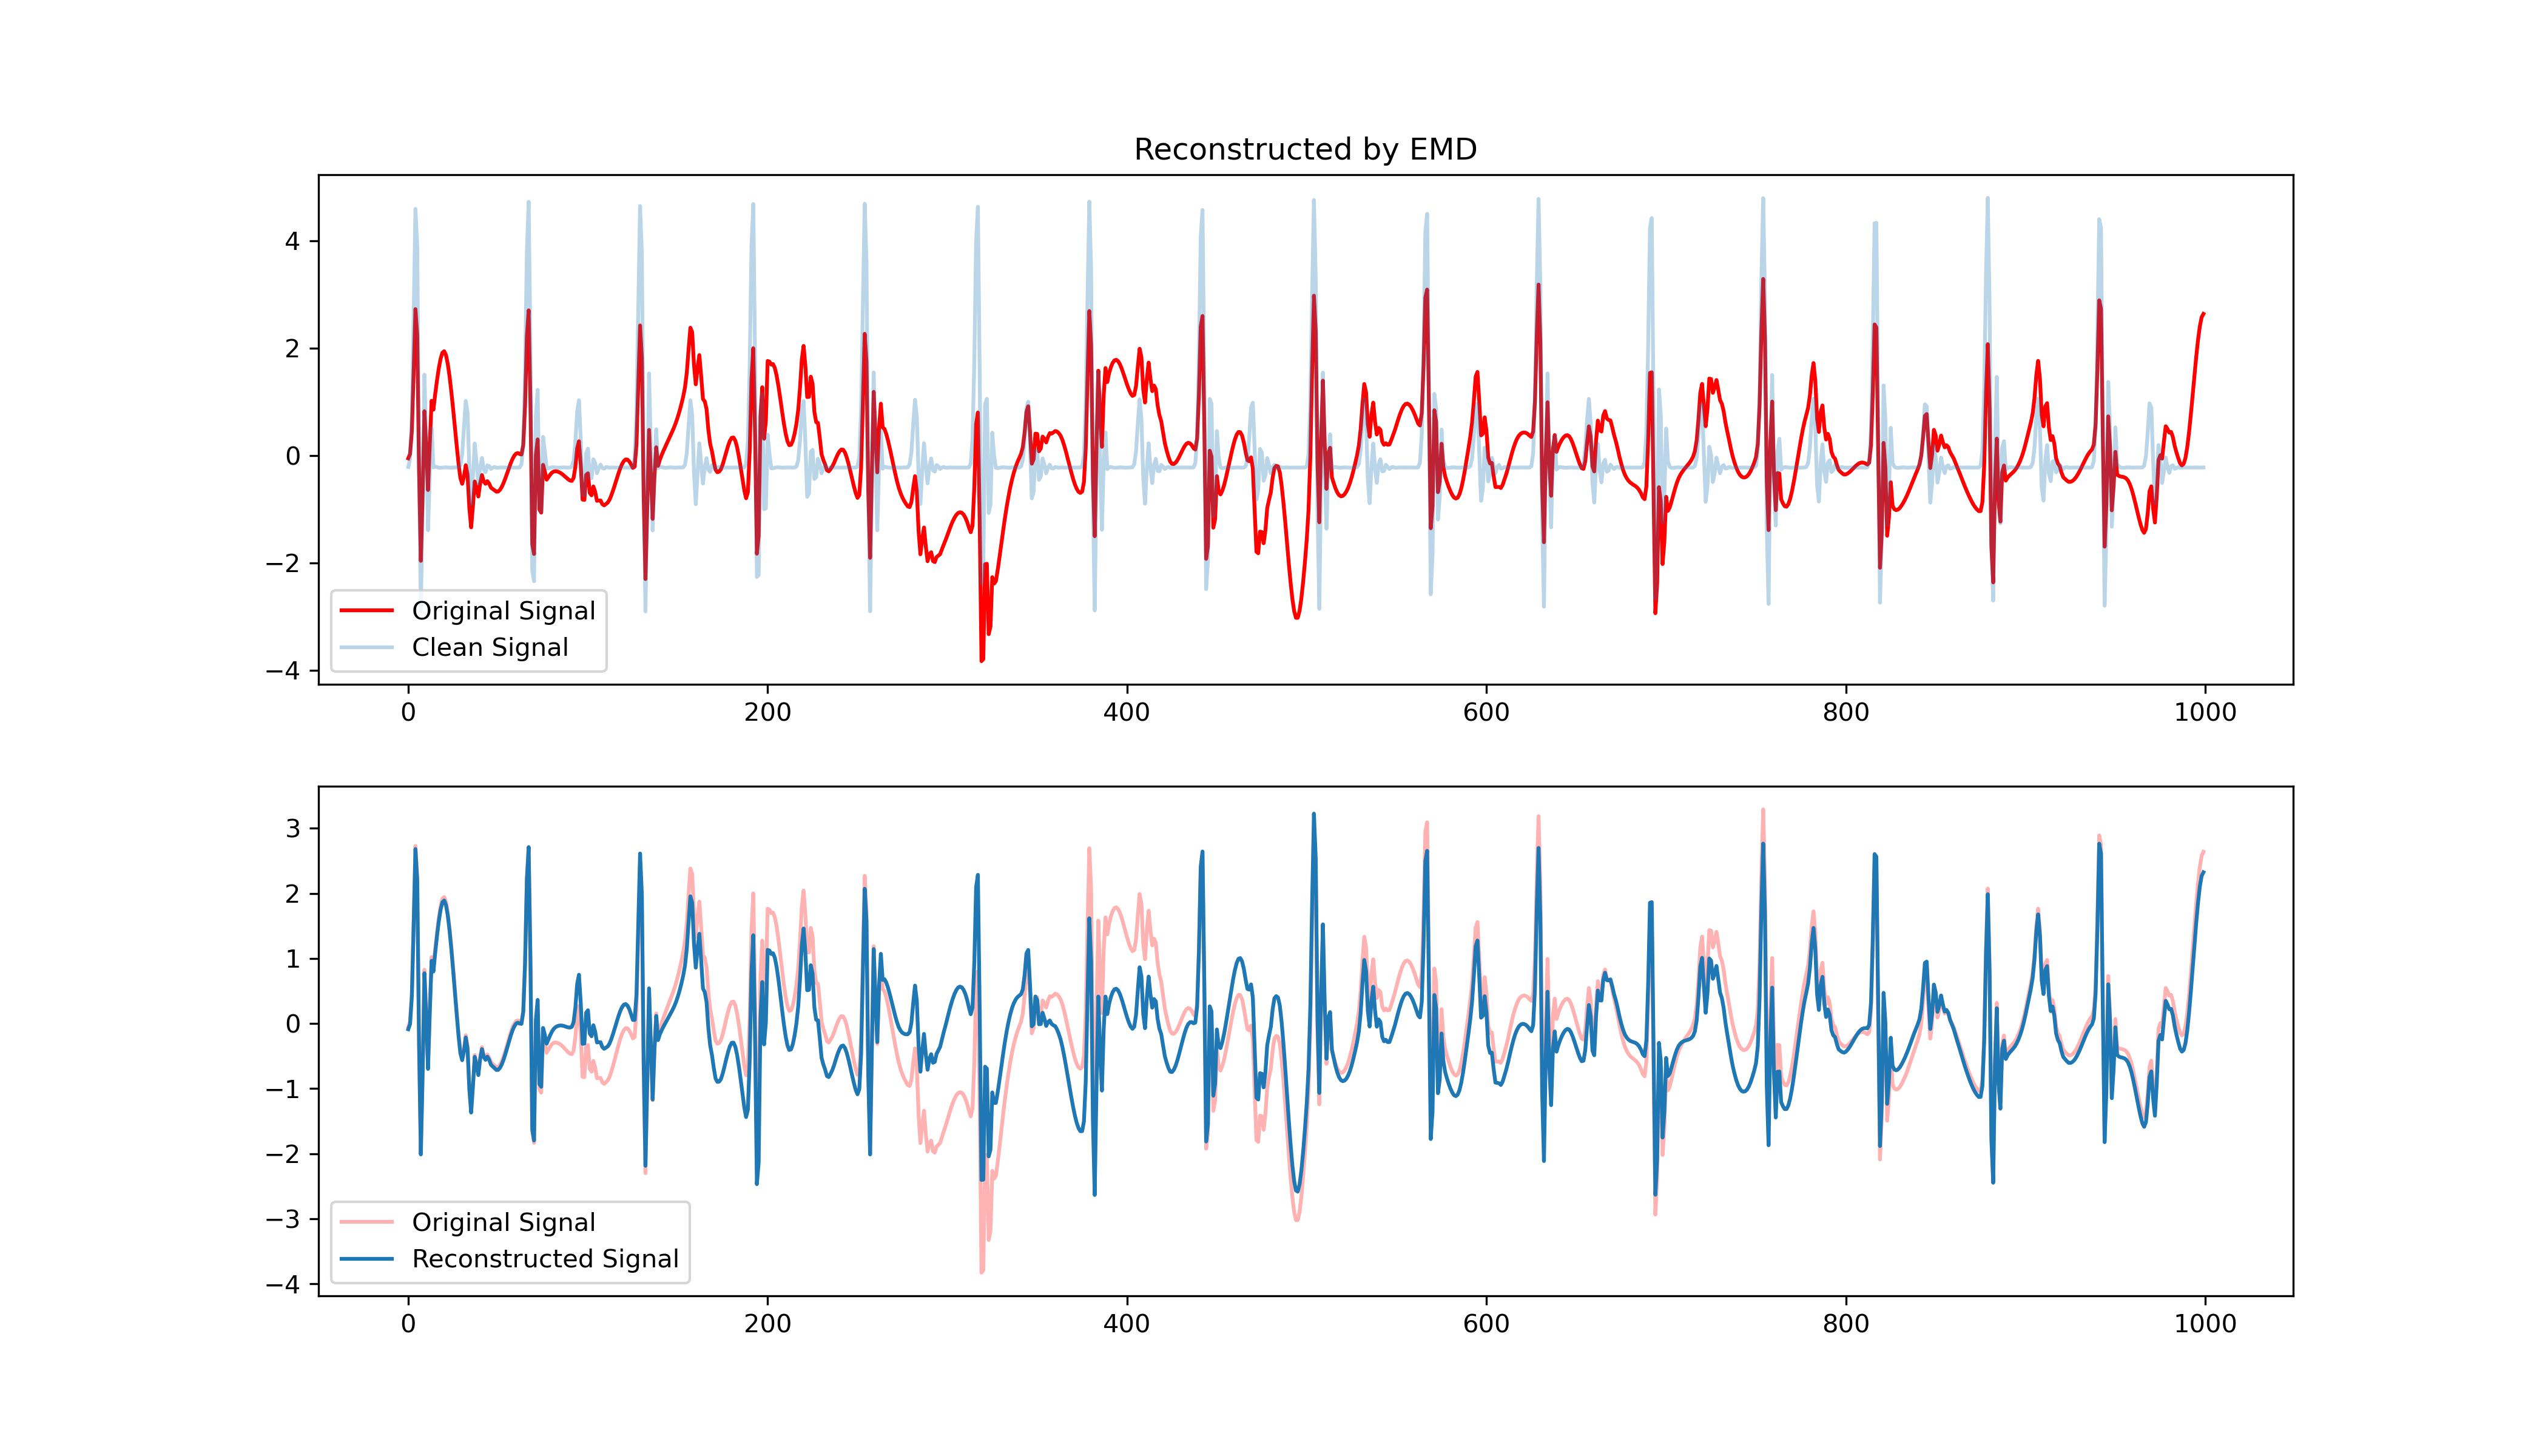 Reconstructed by EMD
4
2
0
−2
−4
Original Signal
Clean Signal
0 200 400 600 800 1000
3
2
1
0
−1
−2
−3
−4
Original Signal
Reconstructed Signal
0 200 400 600 800 1000